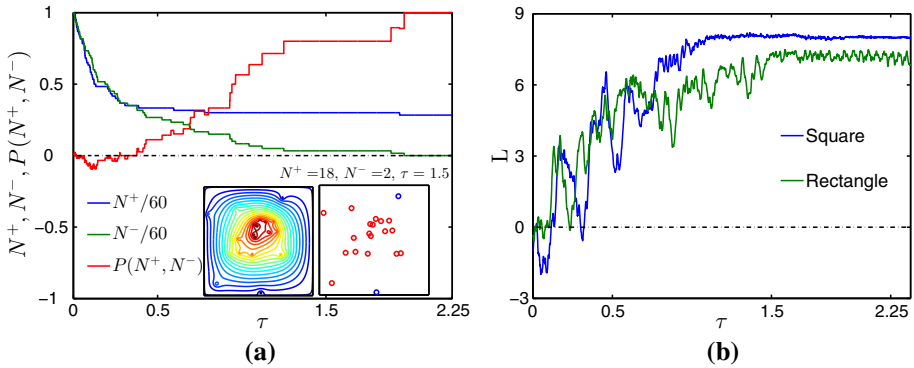 (a)
N⁺, N⁻, P(N⁺, N⁻)
1
0.5
0
−0.5
−1
N⁺=18, N⁻=2, τ = 1.5
N⁺/60
N⁻/60
P(N⁺, N⁻)
0 0.5 1.5 2.25
τ
(a)
(b)
L
9
6
3
0
−3
Square
Rectangle
0 0.5 1.5 2.25
τ
(b)